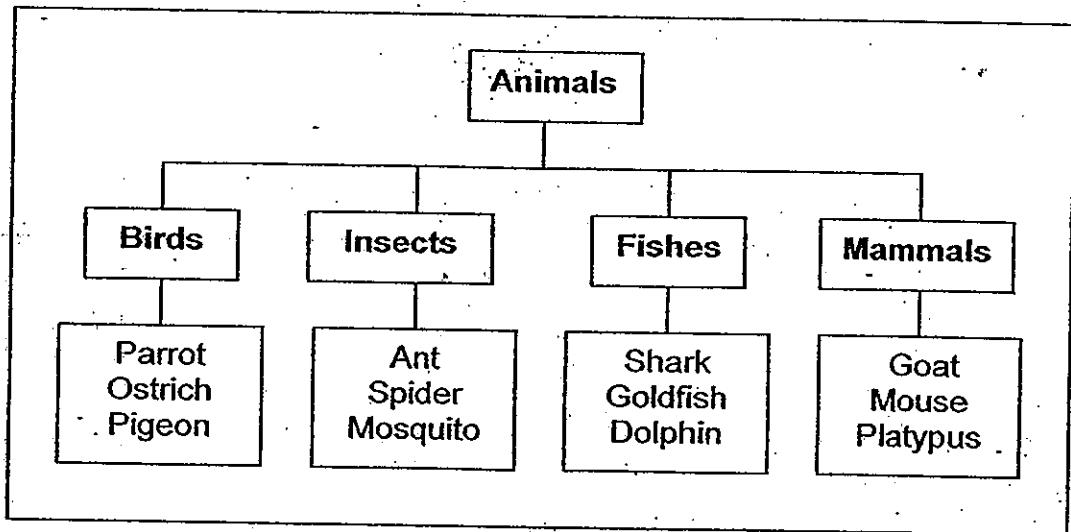 Animals
Birds
Insects
Fishes
Mammals
Parrot
Ostrich
Pigeon
Ant
Spider
Mosquito
Shark
Goldfish
Dolphin
Goat
Mouse
Platypus